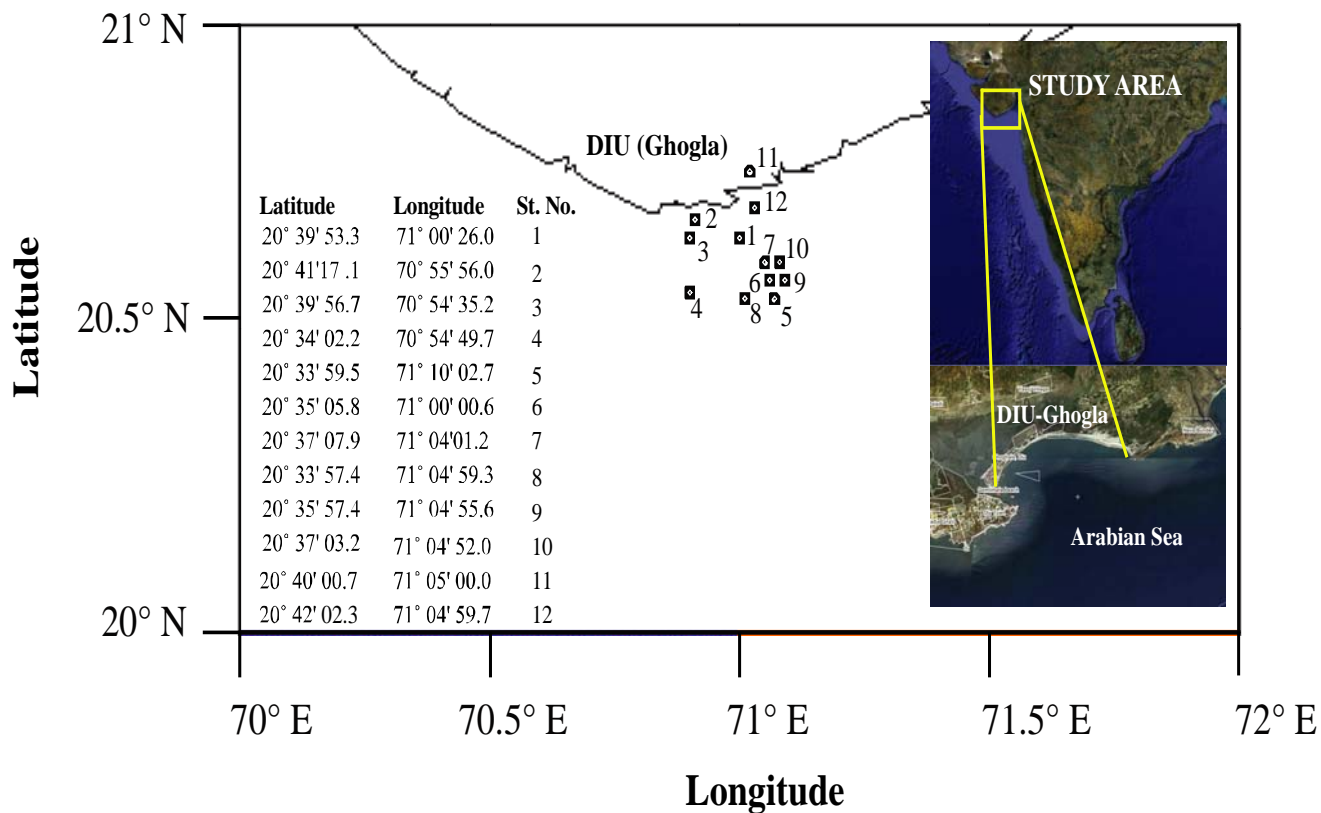 21° N
20.5° N
20° N
Latitude
70° E
70.5° E
71° E
71.5° E
72° E
Longitude
DIU (Ghogla)
11
12
2
3
1
7
10
6
9
4
8
5
Latitude Longitude St. No.
20° 39' 53.3 71° 00' 26.0 1
20° 41'17 .1 70° 55' 56.0 2
20° 39' 56.7 70° 54' 35.2 3
20° 34' 02.2 70° 54' 49.7 4
20° 33' 59.5 71° 10' 02.7 5
20° 35' 05.8 71° 00' 00.6 6
20° 37' 07.9 71° 04'01.2 7
20° 33' 57.4 71° 04' 59.3 8
20° 35' 57.4 71° 04' 55.6 9
20° 37' 03.2 71° 04' 52.0 10
20° 40' 00.7 71° 05' 00.0 11
20° 42' 02.3 71° 04' 59.7 12
STUDY AREA
DIU-Ghogla
Arabian Sea